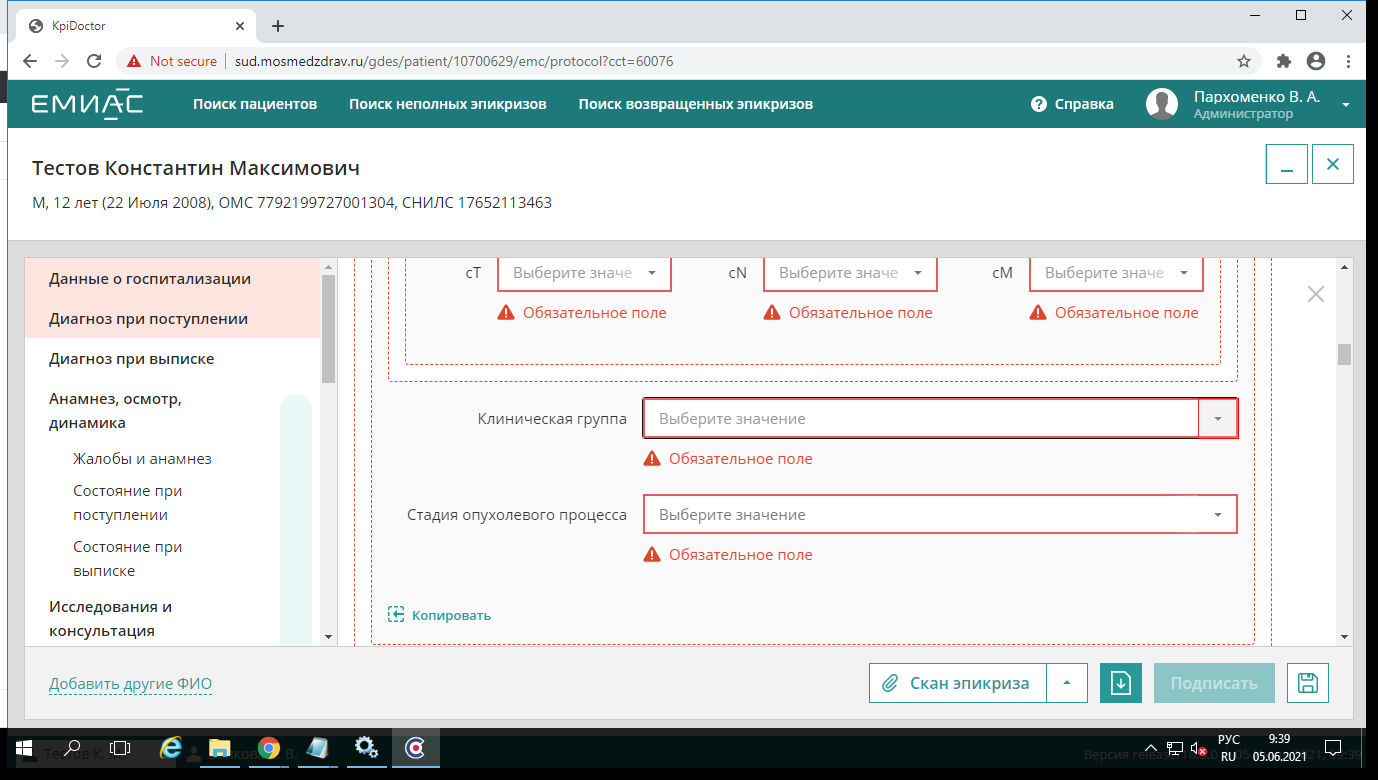 KpiDoctor
Not secure
sud.mosmedzdrav.ru/gdes/patient/10700629/emc/protocol?cct=60076
ЕМИАС
Поиск пациентов
Поиск неполных эпикризов
Поиск возвращенных эпикризов
Справка
Пархоменко В. А.
Администратор
Тестов Константин Максимович
М, 12 лет (22 Июля 2008), ОМС 7792199727001304, СНИЛС 17652113463
Данные о госпитализации
Диагноз при поступлении
Диагноз при выписке
Анамнез, осмотр,
динамика
Жалобы и анамнез
Состояние при
поступлении
Состояние при
выписке
Исследования и
консультация
cT
Выберите значе
cN
Выберите значе
cM
Выберите значе
Обязательное поле
Обязательное поле
Обязательное поле
Клиническая группа
Выберите значение
Обязательное поле
Стадия опухолевого процесса
Выберите значение
Обязательное поле
Копировать
Добавить другие ФИО
Скан эпикриза
Подписать
РУС
RU
9:39
05.06.2021